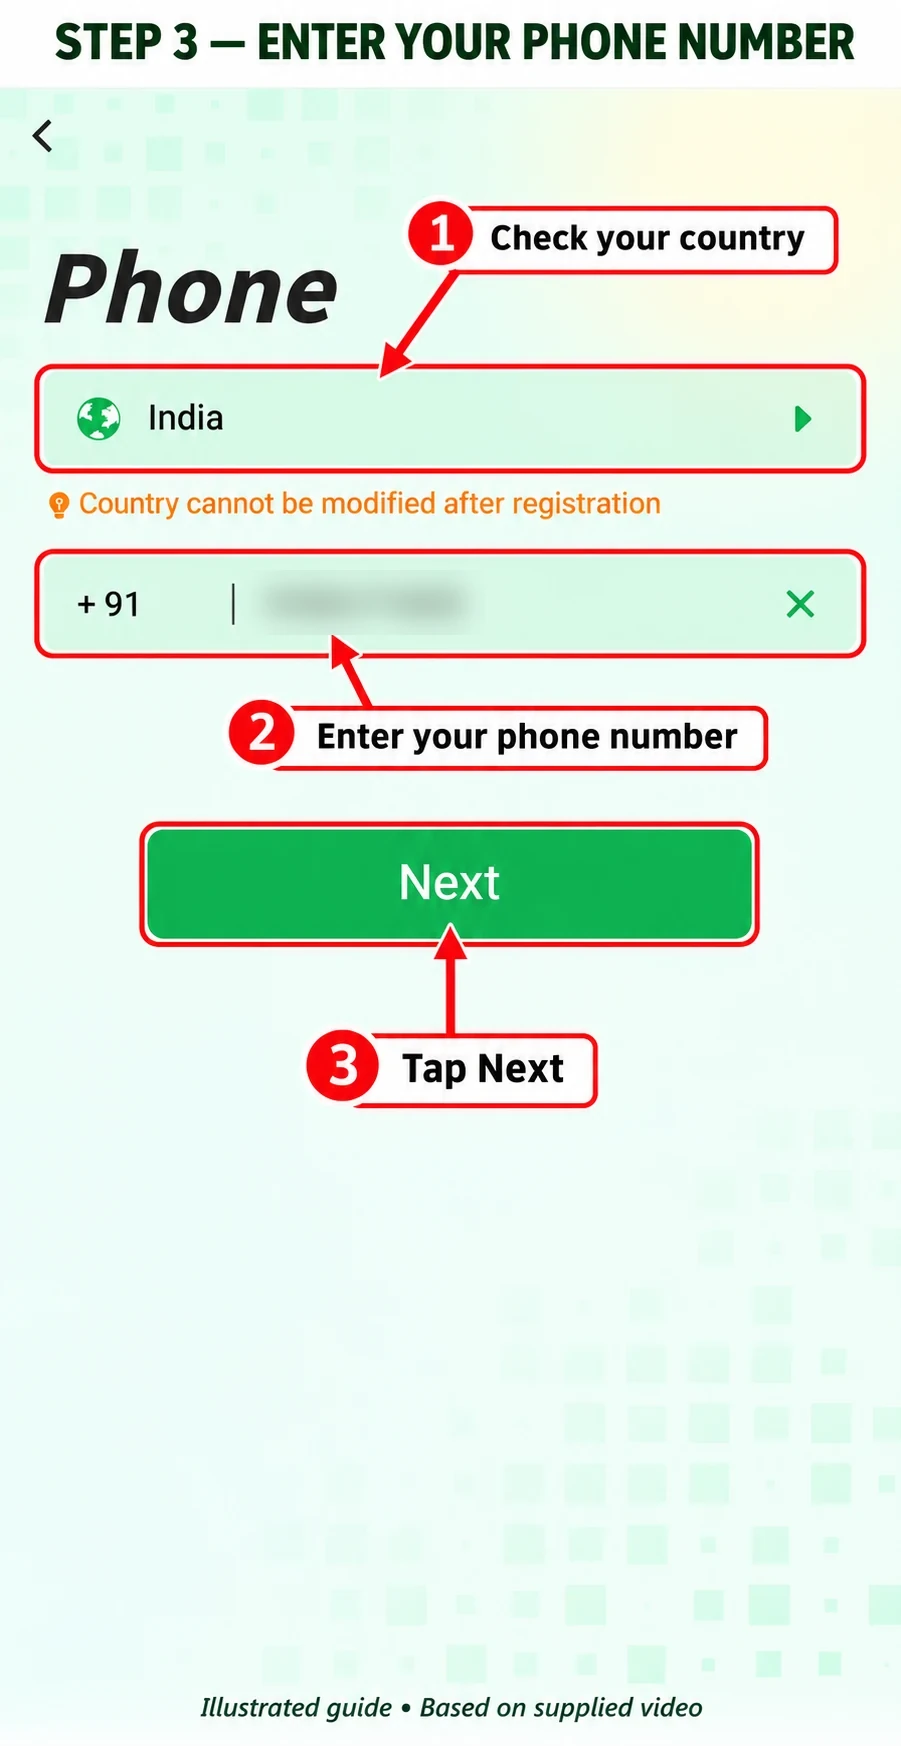 STEP 3 — ENTER YOUR PHONE NUMBER
1 Check your country
Phone
India
Country cannot be modified after registration
+ 91
2 Enter your phone number
Next
3 Tap Next
Illustrated guide • Based on supplied video